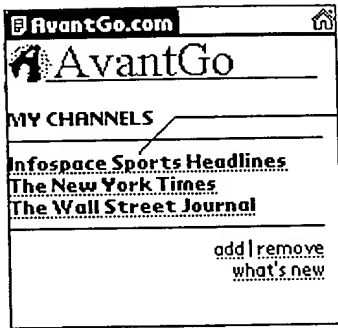 AvantGo.com
AvantGo
MY CHANNELS
Infospace Sports Headlines
The New York Times
The Wall Street Journal
add | remove
what's new